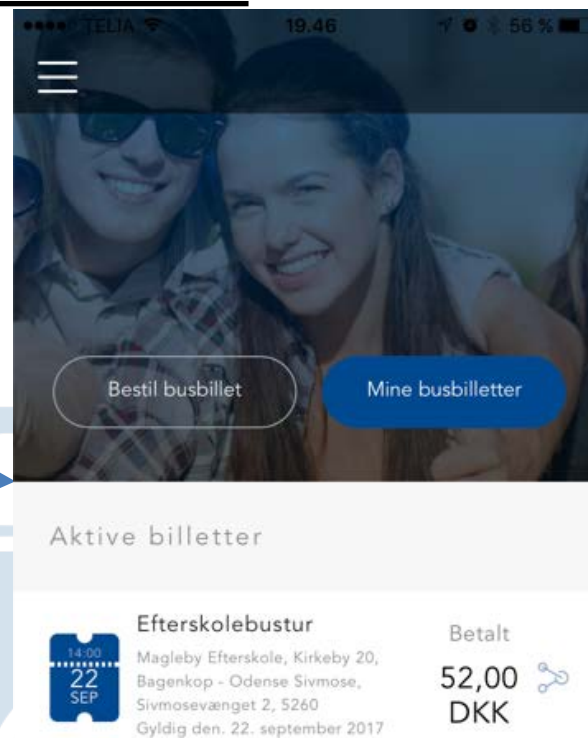 TELIA 19.46 56 %
Bestil busbillet Mine busbilletter
Aktive billetter
14:00
22
SEP
Efterskolebustur
Magleby Efterskole, Kirkeby 20,
Bagenkop - Odense Sivmose,
Sivmosevænget 2, 5260
Gyldig den. 22. september 2017
Betalt
52,00
DKK